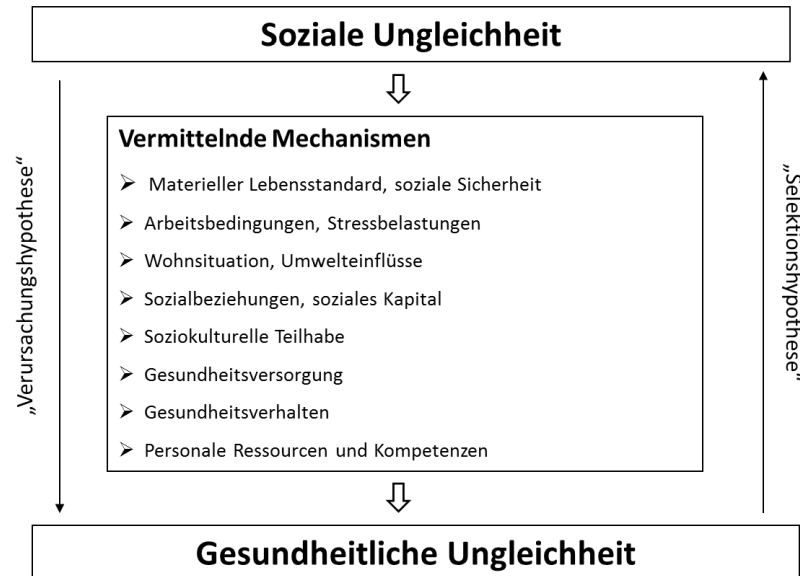 Soziale Ungleichheit
„Verursachungshypothese“
Vermittelnde Mechanismen
Materieller Lebensstandard, soziale Sicherheit
Arbeitsbedingungen, Stressbelastungen
Wohnsituation, Umwelteinflüsse
Sozialbeziehungen, soziales Kapital
Soziokulturelle Teilhabe
Gesundheitsversorgung
Gesundheitsverhalten
Personale Ressourcen und Kompetenzen
„Selektionshypothese“
Gesundheitliche Ungleichheit